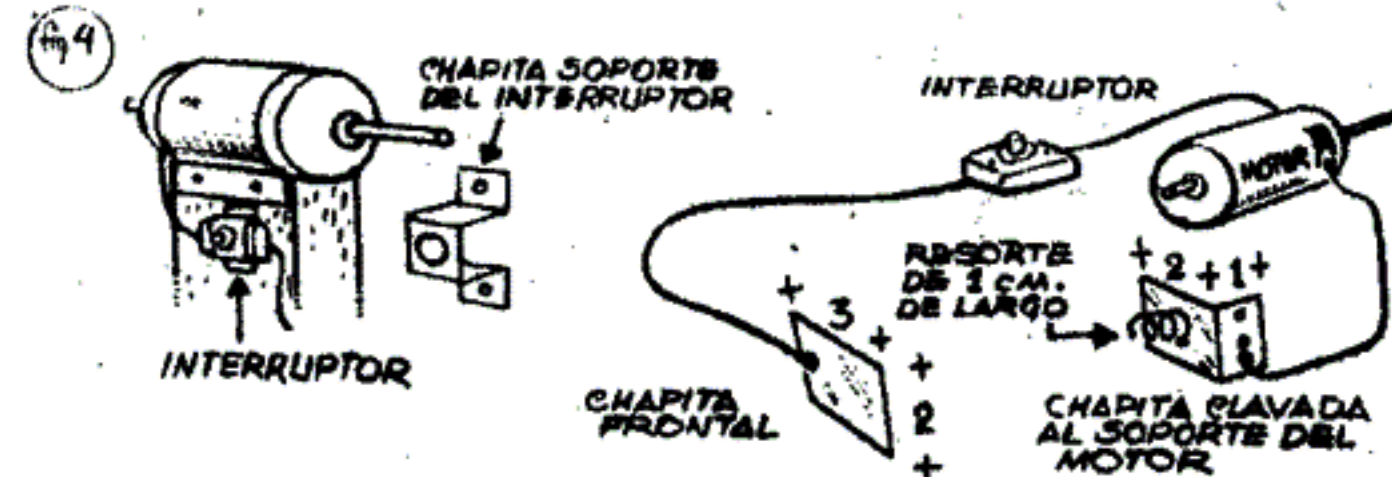 fig 4
CHAPITA SOPORTE
DEL INTERRUPTOR
INTERRUPTOR
INTERRUPTOR
MOTOR
RESORTE
DE 1 CM.
DE LARGO
+ 2 + 1 +
+ 3 +
+
2
+
CHAPITA
FRONTAL
CHAPITA CLAVADA
AL SOPORTE DEL
MOTOR